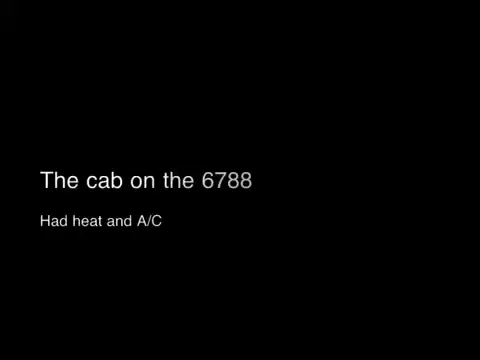 The cab on the 6788
Had heat and A/C